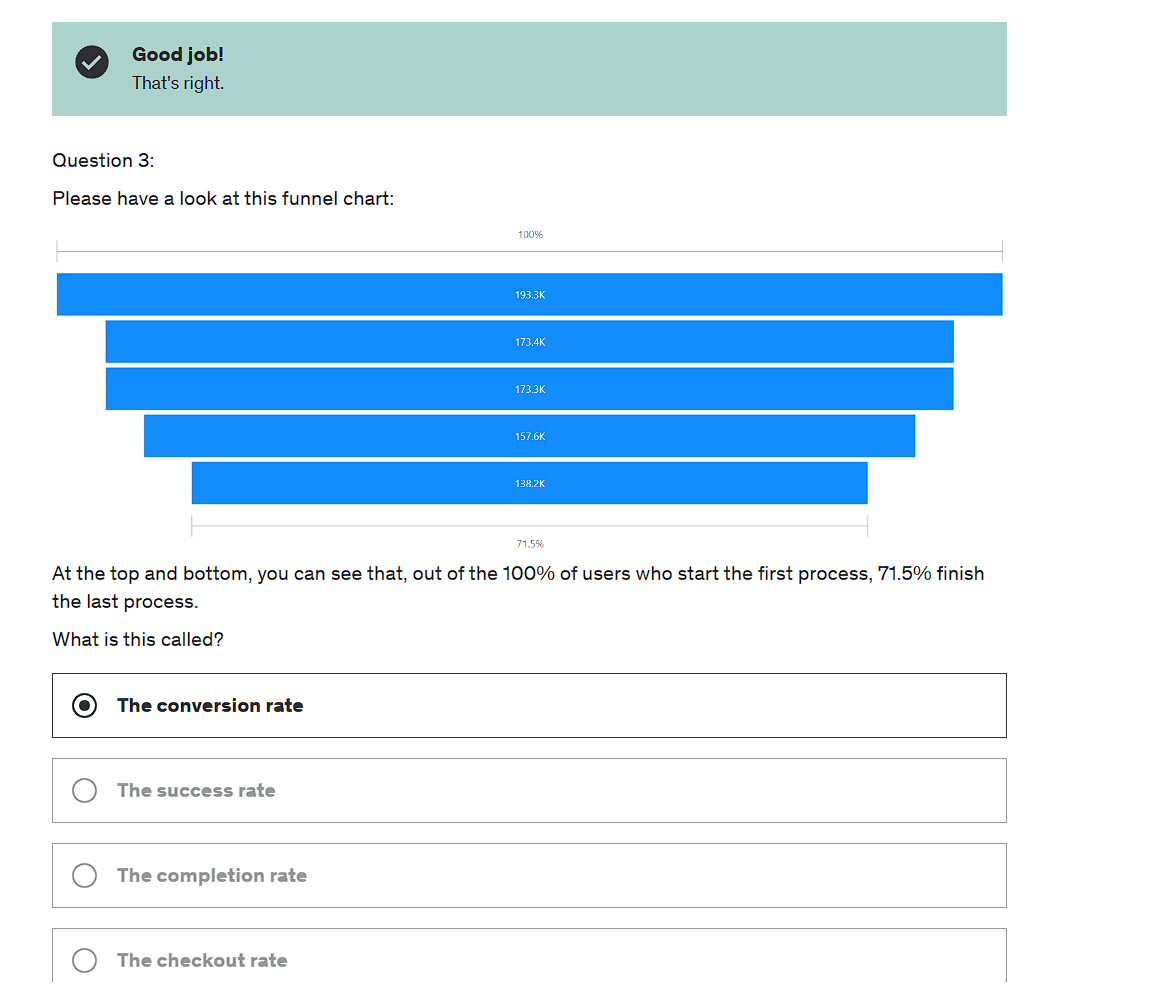 Good job!
That's right.
Question 3:
Please have a look at this funnel chart:
100%
193.3K
173.4K
173.3K
157.6K
138.2K
71.5%
At the top and bottom, you can see that, out of the 100% of users who start the first process, 71.5% finish
the last process.
What is this called?
The conversion rate
The success rate
The completion rate
The checkout rate